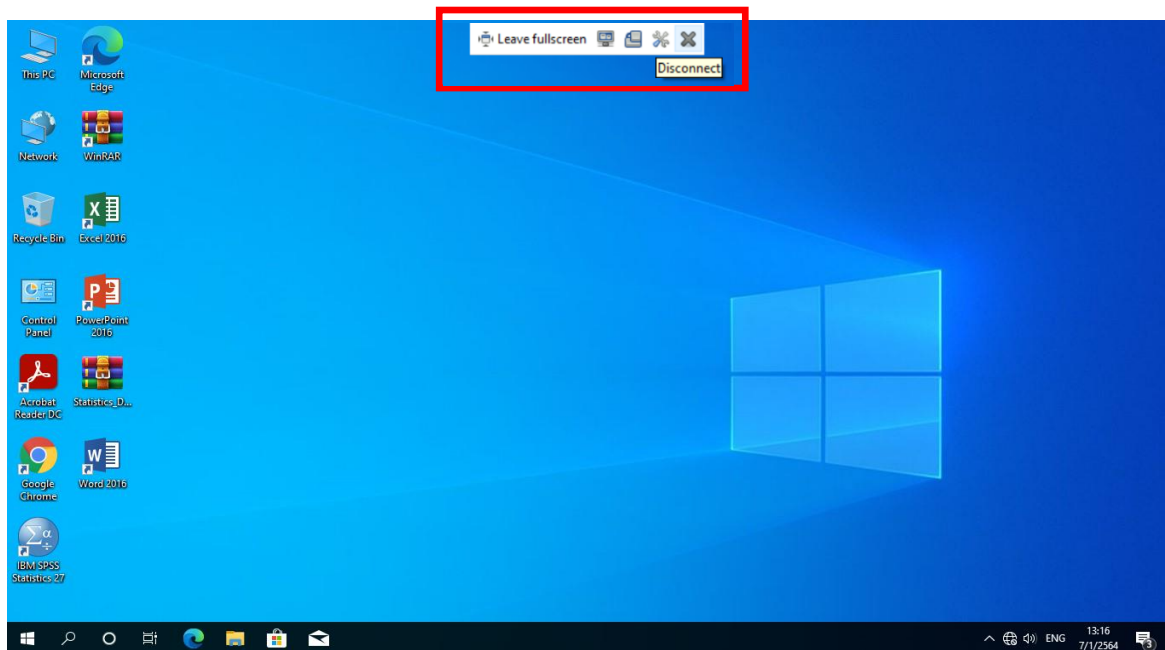 Leave fullscreen
Disconnect
This PC
Microsoft
Edge
Network
WinRAR
Recycle Bin
Excel 2016
Control
Panel
PowerPoint
2016
Acrobat
Reader DC
Statistics_D...
Google
Chrome
Word 2016
IBM SPSS
Statistics 27
ENG
13:16
7/1/2564
3